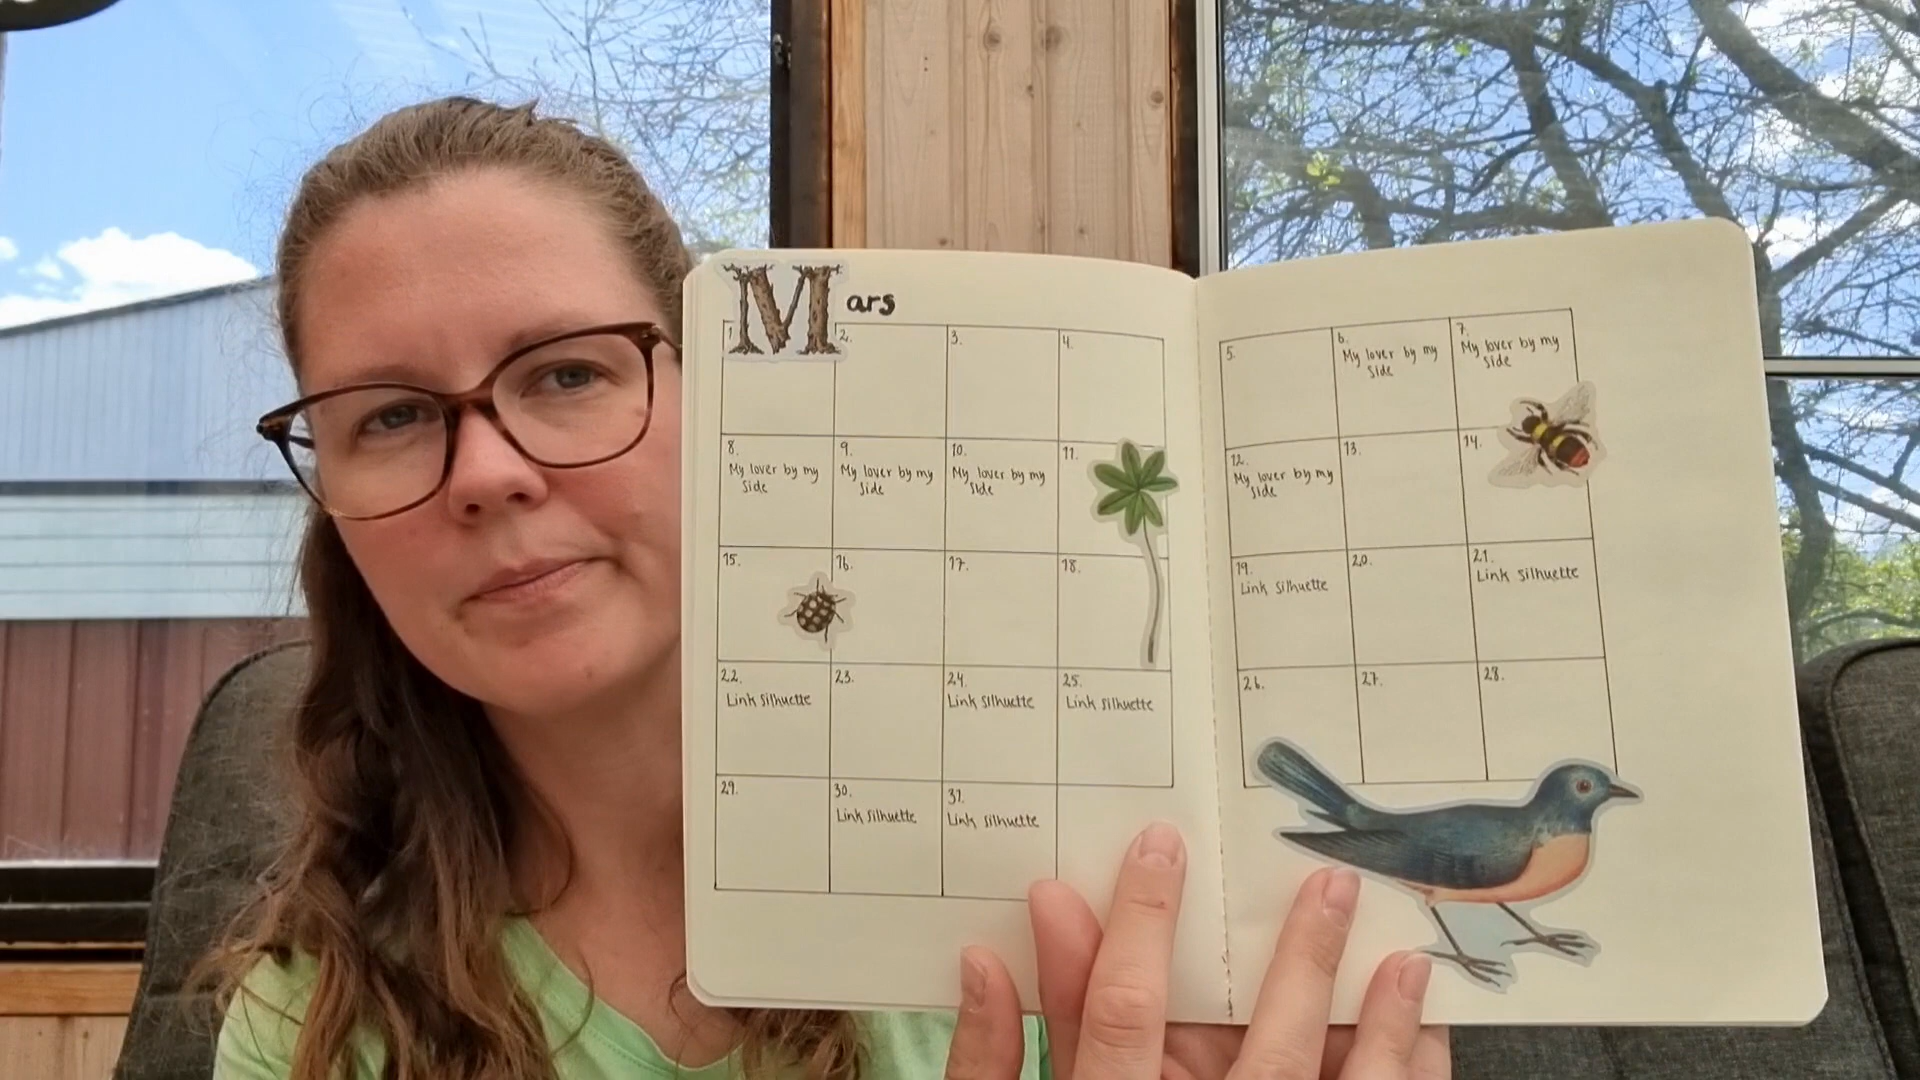 Mars
1. 2. 3. 4. 5. 6. 7.
My lover by my
side
My lover by my
side
8. 9. 10. 11. 12. 13. 14.
My lover by my
side
My lover by my
side
My lover by my
side
My lover by my
side
15. 16. 17. 18. 19. 20. 21.
Link silhuette
Link silhuette
22. 23. 24. 25. 26. 27. 28.
Link silhuette
Link silhuette
Link silhuette
29. 30. 31.
Link silhuette
Link silhuette